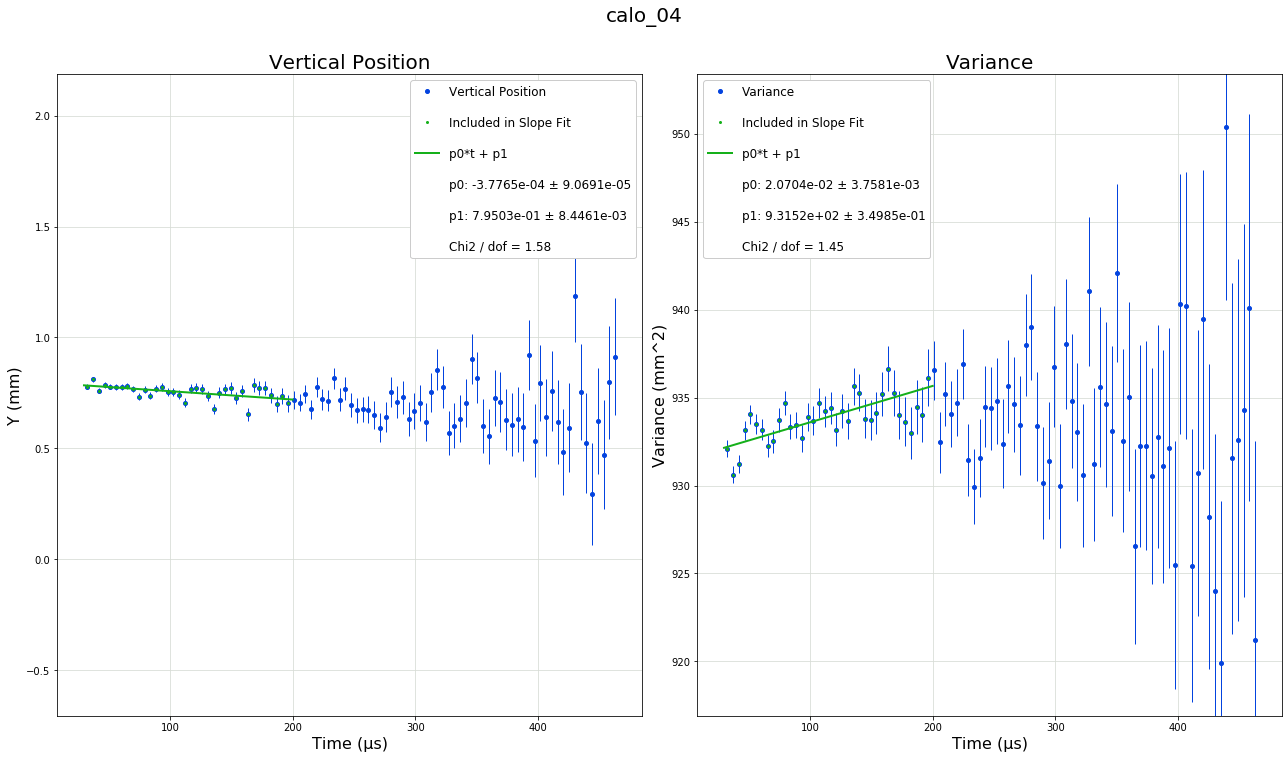 calo_04
Vertical Position
Vertical Position
Included in Slope Fit
p0*t + p1
p0: -3.7765e-04 ± 9.0691e-05
p1: 7.9503e-01 ± 8.4461e-03
Chi2 / dof = 1.58
2.0
1.5
1.0
0.5
0.0
−0.5
Y (mm)
100 200 300 400
Time (μs)
Variance
Variance
Included in Slope Fit
p0*t + p1
p0: 2.0704e-02 ± 3.7581e-03
p1: 9.3152e+02 ± 3.4985e-01
Chi2 / dof = 1.45
950
945
940
935
930
925
920
Variance (mm^2)
100 200 300 400
Time (μs)